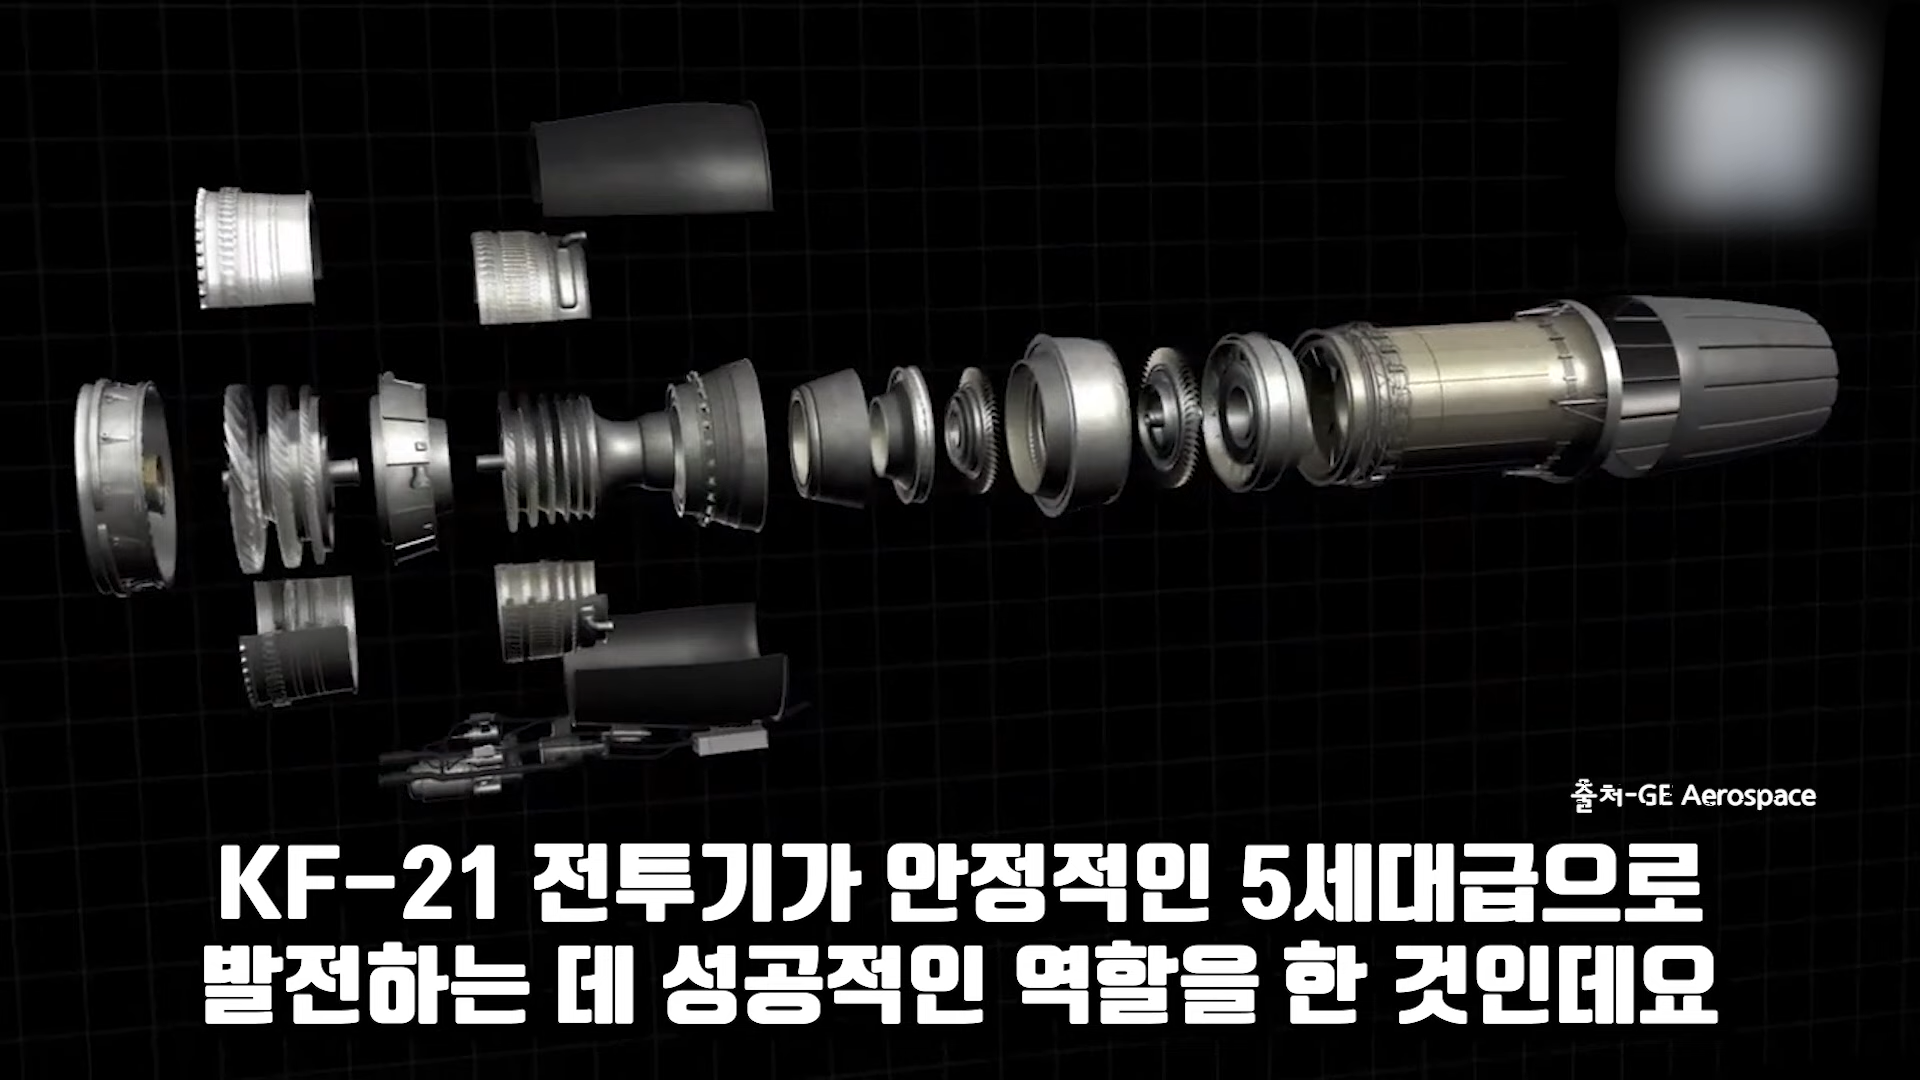 출처-GE Aerospace
KF-21 전투기가 안정적인 5세대급으로
발전하는 데 성공적인 역할을 한 것인데요